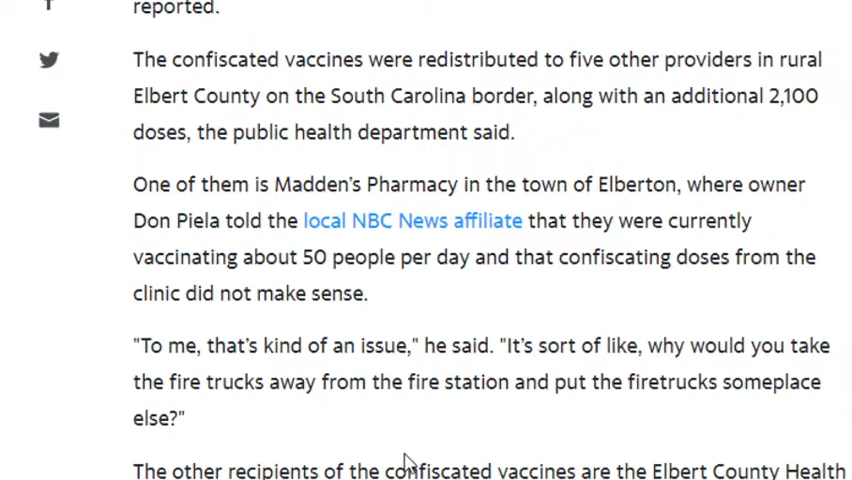 reported.
The confiscated vaccines were redistributed to five other providers in rural
Elbert County on the South Carolina border, along with an additional 2,100
doses, the public health department said.
One of them is Madden's Pharmacy in the town of Elberton, where owner
Don Piela told the local NBC News affiliate that they were currently
vaccinating about 50 people per day and that confiscating doses from the
clinic did not make sense.
"To me, that's kind of an issue," he said. "It's sort of like, why would you take
the fire trucks away from the fire station and put the firetrucks someplace
else?"
The other recipients of the confiscated vaccines are the Elbert County Health